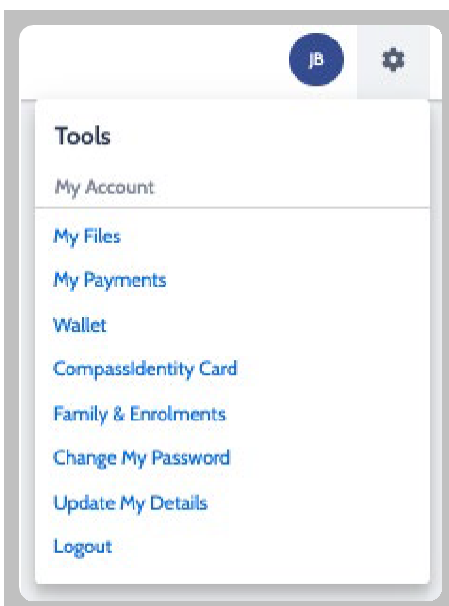 JB
Tools
My Account
My Files
My Payments
Wallet
CompassIdentity Card
Family & Enrolments
Change My Password
Update My Details
Logout